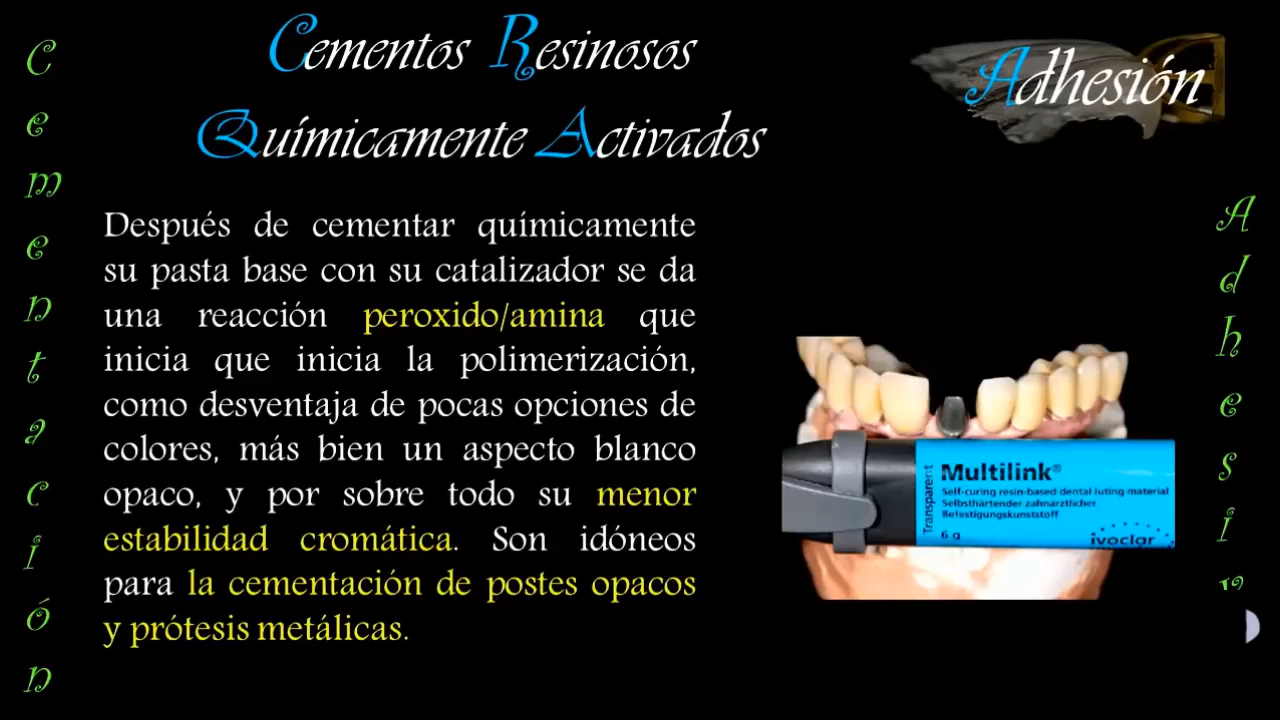 Cementos Resinosos
Químicamente Activados
Adhesión
Cementación
Después de cementar químicamente
su pasta base con su catalizador se da
una reacción peroxido/amina que
inicia que inicia la polimerización,
como desventaja de pocas opciones de
colores, más bien un aspecto blanco
opaco, y por sobre todo su menor
estabilidad cromática. Son idóneos
para la cementación de postes opacos
y prótesis metálicas.
Transparent
Multilink®
Self-curing resin-based dental luting material
Selbsthärtender zahnärztlicher
Befestigungskunststoff
6 g
ivoclar
Adhesi